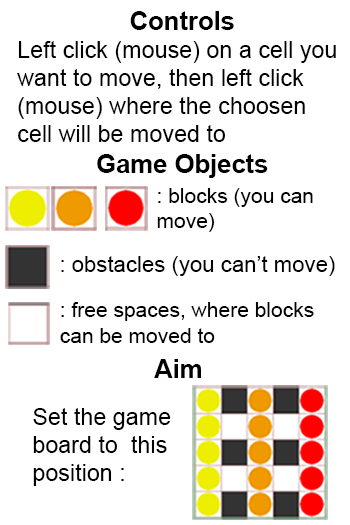 Controls
Left click (mouse) on a cell you
want to move, then left click
(mouse) where the choosen
cell will be moved to
Game Objects
: blocks (you can
move)
: obstacles (you can't move)
: free spaces, where blocks
can be moved to
Aim
Set the game
board to this
position :